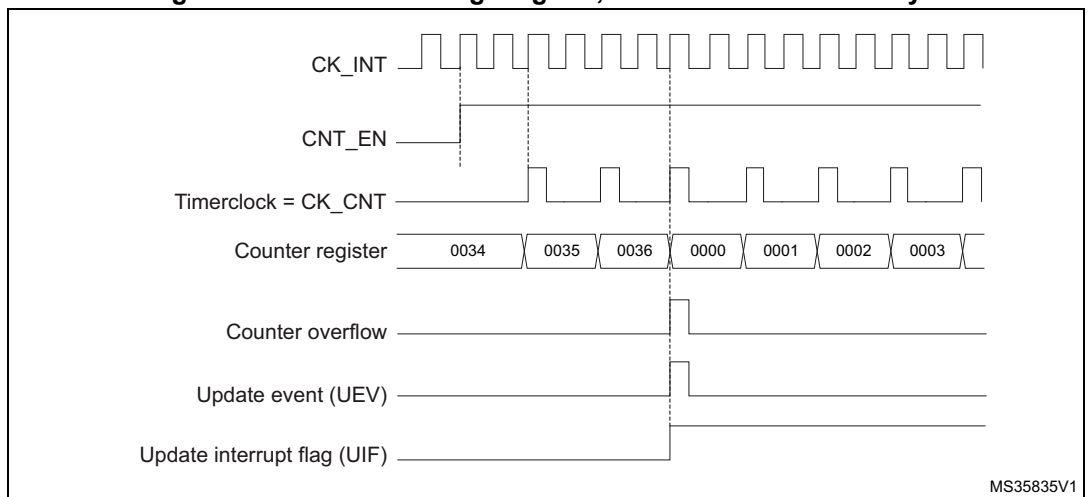 CK_INT
CNT_EN
Timerclock = CK_CNT
Counter register 0034 0035 0036 0000 0001 0002 0003
Counter overflow
Update event (UEV)
Update interrupt flag (UIF)
MS35835V1